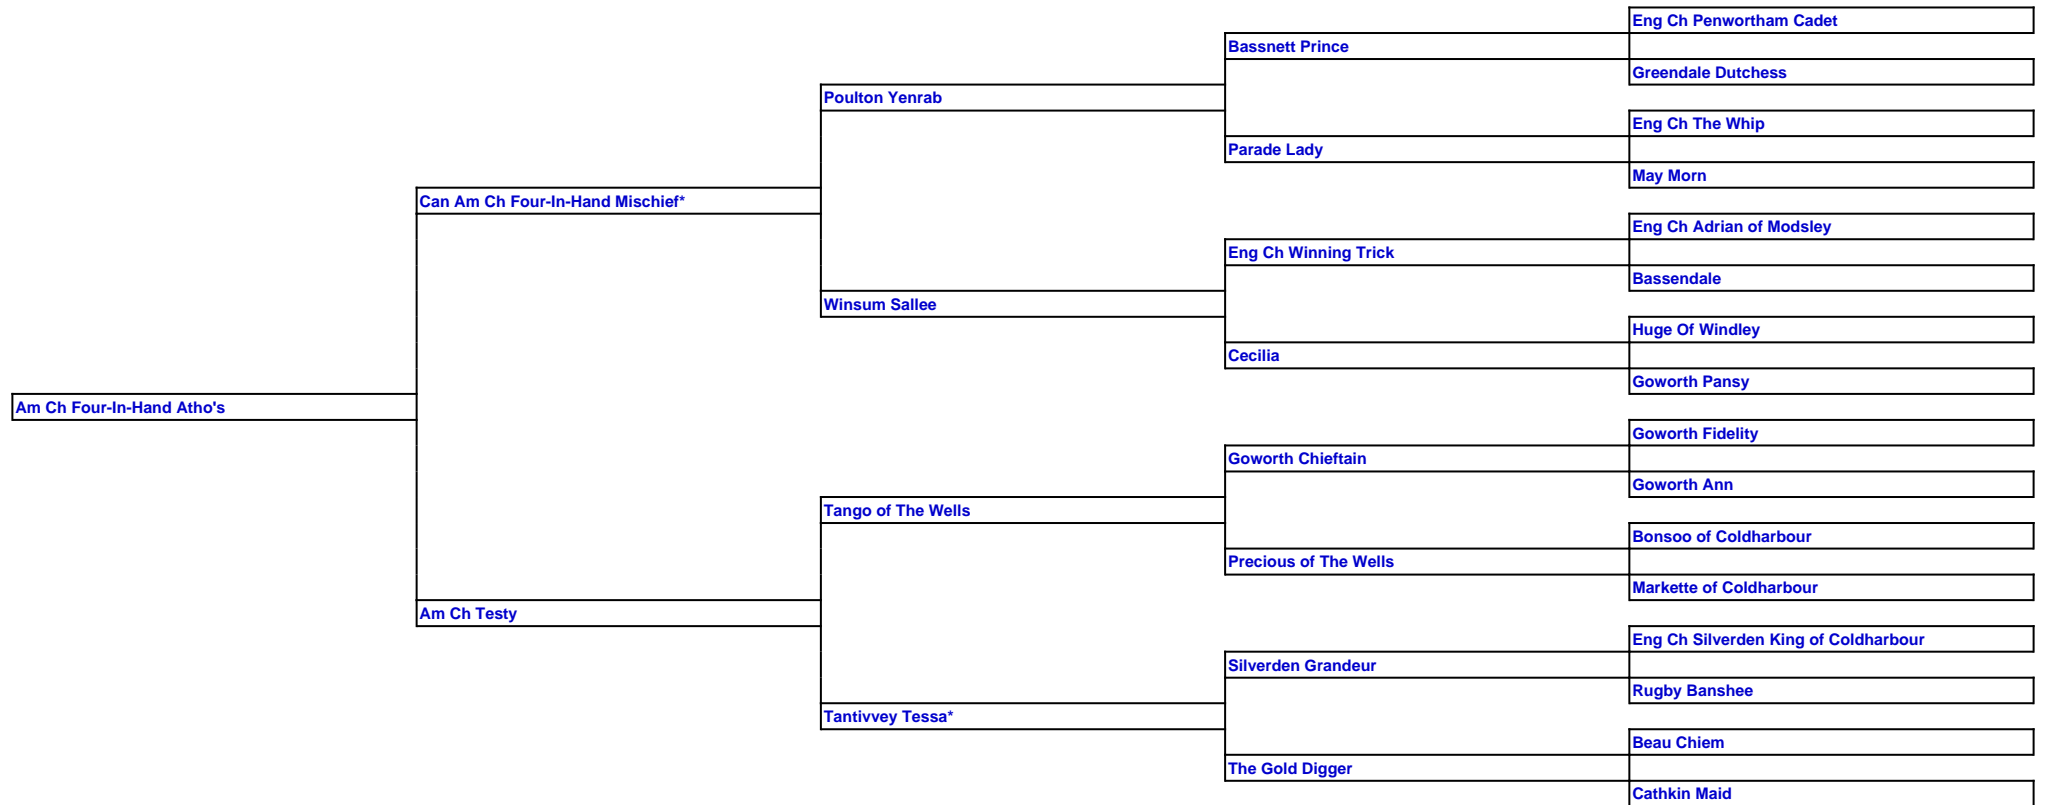 Eng Ch Penwortham Cadet
Bassnett Prince
Greendale Dutchess
Poulton Yenrab
Eng Ch The Whip
Parade Lady
May Morn
Can Am Ch Four-In-Hand Mischief*
Eng Ch Adrian of Modsley
Eng Ch Winning Trick
Bassendale
Winsum Sallee
Huge Of Windley
Cecilia
Goworth Pansy
Am Ch Four-In-Hand Atho's
Goworth Fidelity
Goworth Chieftain
Goworth Ann
Tango of The Wells
Bonsoo of Coldharbour
Precious of The Wells
Markette of Coldharbour
Am Ch Testy
Eng Ch Silverden King of Coldharbour
Silverden Grandeur
Rugby Banshee
Tantivvey Tessa*
Beau Chiem
The Gold Digger
Cathkin Maid